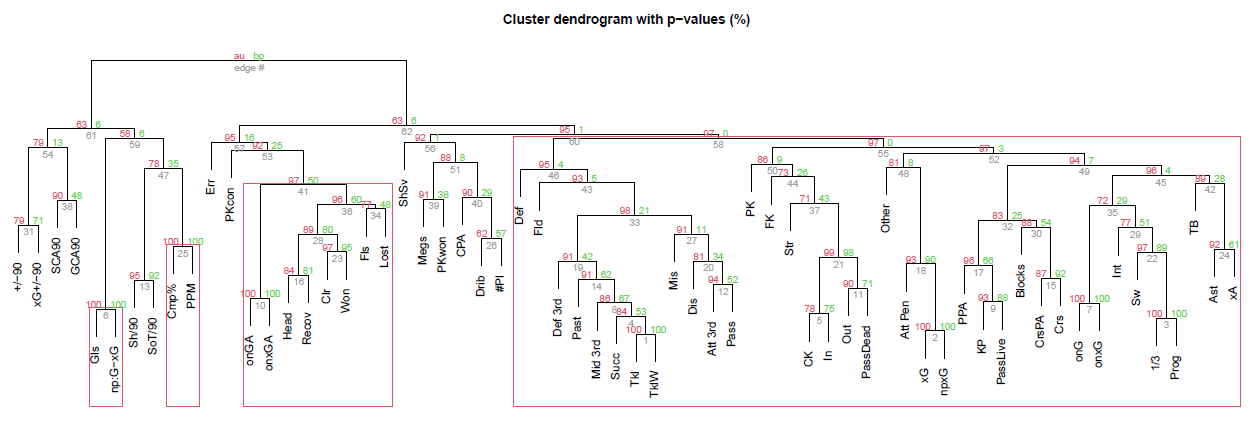 Cluster dendrogram with p−values (%)
au bp
edge #
63 6
61
63 6
62
58 6
59
95 1
60
97 0
58
79 13
54
95 16
57
92 25
53
92 1
56
97 0
55
97 3
52
78 35
47
88 8
51
95 4
46
93 5
43
86 9
50
73 26
44
81 8
48
94 7
49
96 4
45
90 48
38
97 50
41
96 60
36
77 48
34
91 38
39
90 29
40
98 21
33
71 43
37
83 25
32
88 54
30
72 29
35
89 28
42
79 71
31
89 80
28
97 95
23
62 57
26
91 11
27
77 51
29
100 100
25
91 42
19
91 62
14
81 34
20
99 98
21
93 90
18
96 66
17
97 89
22
92 61
24
95 92
13
84 81
16
94 52
12
90 71
11
87 92
15
100 100
6
100 100
10
86 67
8
84 53
4
78 75
5
93 88
9
100 100
7
100 100
3
100 100
1
100 100
2
+/−90
xG+/−90
SCA90
GCA90
Gls
np:G−xG
Sh/90
SoT/90
Cmp%
PPM
Err
PKcon
onGA
onxGA
Head
Recov
Clr
Won
Fls
Lost
ShSv
Megs
PKwon
CPA
Drib
#Pl
Def
Fld
Def 3rd
Past
Mid 3rd
Succ
Tkl
TklW
Mis
Dis
Att 3rd
Pass
PK
FK
Str
CK
In
Out
PassDead
Other
Att Pen
xG
npxG
PPA
KP
PassLive
Blocks
CrsPA
Crs
onG
onxG
Int
Sw
1/3
Prog
TB
Ast
xA